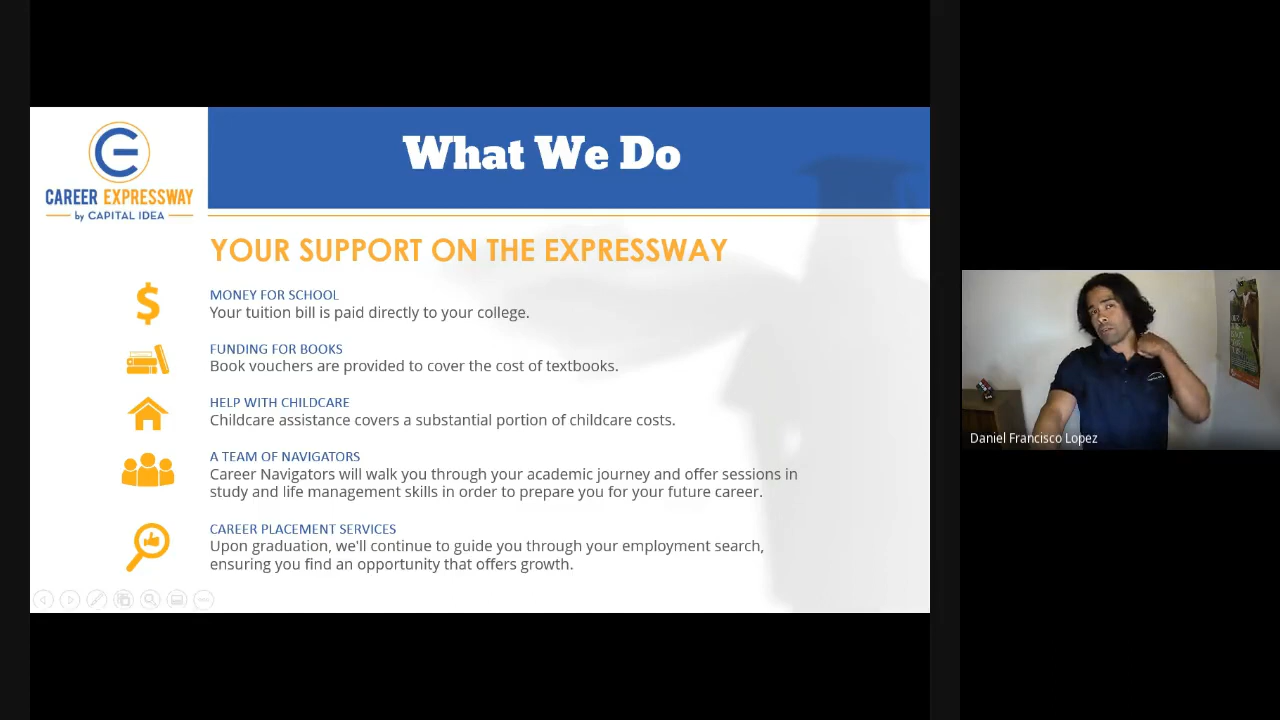 What We Do
CAREER EXPRESSWAY
by CAPITAL IDEA
YOUR SUPPORT ON THE EXPRESSWAY
MONEY FOR SCHOOL
Your tuition bill is paid directly to your college.
FUNDING FOR BOOKS
Book vouchers are provided to cover the cost of textbooks.
HELP WITH CHILDCARE
Childcare assistance covers a substantial portion of childcare costs.
A TEAM OF NAVIGATORS
Career Navigators will walk you through your academic journey and offer sessions in
study and life management skills in order to prepare you for your future career.
CAREER PLACEMENT SERVICES
Upon graduation, we'll continue to guide you through your employment search,
ensuring you find an opportunity that offers growth.
Daniel Francisco Lopez